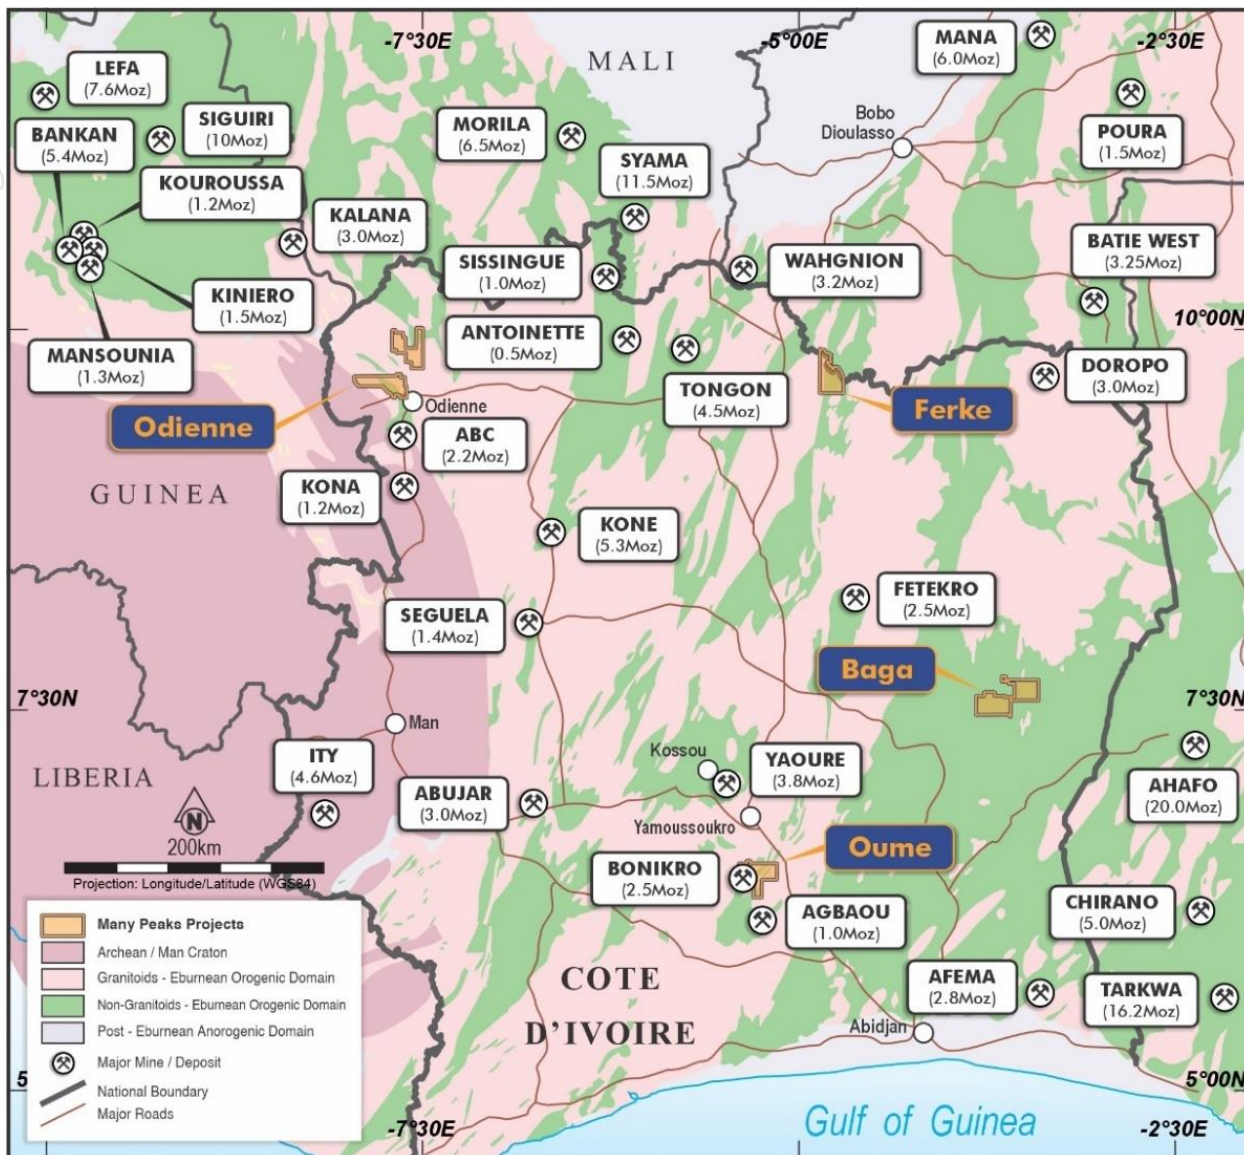 -7°30E
-5°00E
-2°30E
MALI
MANA
(6.0Moz)
LEFA
(7.6Moz)
BANKAN
(5.4Moz)
SIGUIRI
(10Moz)
MORILA
(6.5Moz)
Bobo
Dioulasso
POURA
(1.5Moz)
SYAMA
(11.5Moz)
KOUROUSSA
(1.2Moz)
KALANA
(3.0Moz)
SISSINGUE
(1.0Moz)
WAHGNION
(3.2Moz)
BATIE WEST
(3.25Moz)
KINIERO
(1.5Moz)
10°00N
ANTOINETTE
(0.5Moz)
MANSOUNIA
(1.3Moz)
TONGON
(4.5Moz)
DOROPO
(3.0Moz)
Odienne
Odienne
Ferke
ABC
(2.2Moz)
GUINEA
KONA
(1.2Moz)
KONE
(5.3Moz)
FETEKRO
(2.5Moz)
SEGUELA
(1.4Moz)
Baga
7°30N
7°30N
Man
LIBERIA
ITY
(4.6Moz)
Kossou
YAOURE
(3.8Moz)
AHAFO
(20.0Moz)
ABUJAR
(3.0Moz)
Yamoussoukro
N
200km
Projection: Longitude/Latitude (WGS84)
Oume
BONIKRO
(2.5Moz)
AGBAOU
(1.0Moz)
CHIRANO
(5.0Moz)
COTE
D'IVOIRE
AFEMA
(2.8Moz)
TARKWA
(16.2Moz)
Abidjan
Many Peaks Projects
Archean / Man Craton
Granitoids - Eburnean Orogenic Domain
Non-Granitoids - Eburnean Orogenic Domain
Post - Eburnean Anorogenic Domain
Major Mine / Deposit
National Boundary
Major Roads
5
5°00N
Gulf of Guinea
-7°30E
-2°30E